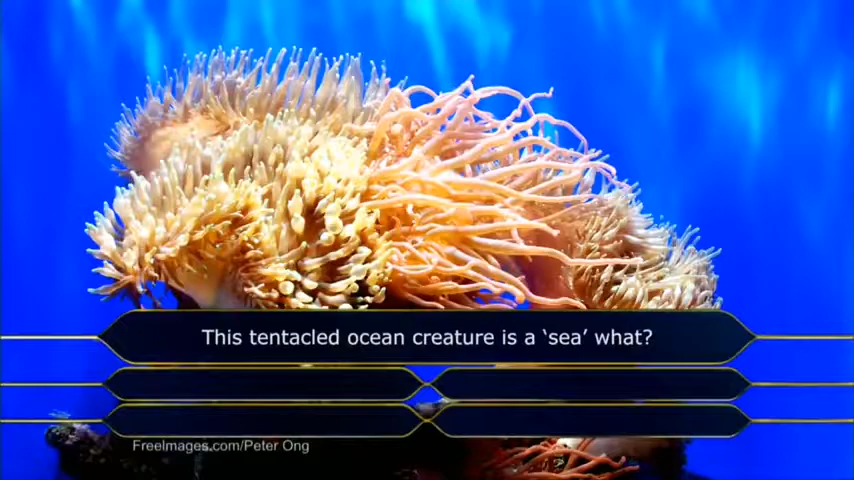 This tentacled ocean creature is a ‘sea’ what?
FreeImages.com/Peter Ong